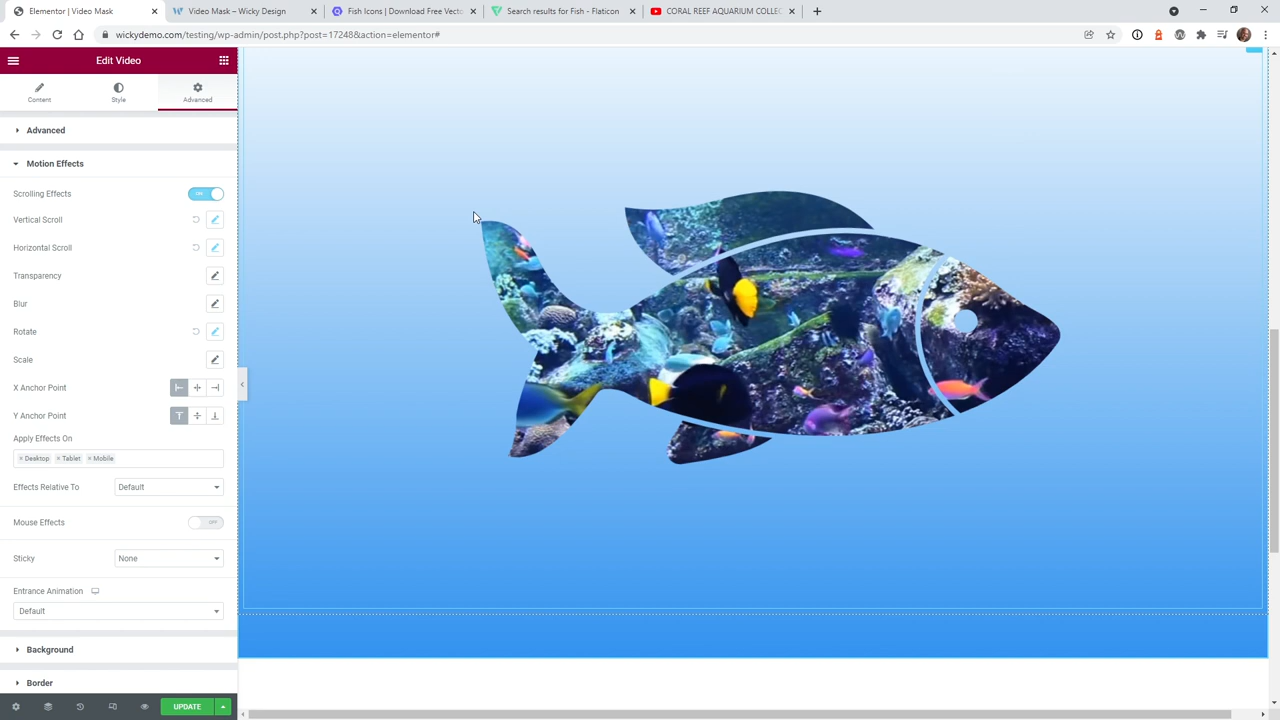 Elementor | Video Mask
Video Mask – Wicky Design
Fish Icons | Download Free Vecto
Search results for Fish - Flaticon
CORAL REEF AQUARIUM COLLEC
wickydemo.com/testing/wp-admin/post.php?post=17248&action=elementor#
Edit Video
Content
Style
Advanced
Advanced
Motion Effects
Scrolling Effects
ON
Vertical Scroll
Horizontal Scroll
Transparency
Blur
Rotate
Scale
X Anchor Point
Y Anchor Point
Apply Effects On
× Desktop × Tablet × Mobile
Effects Relative To
Default
Mouse Effects
OFF
Sticky
None
Entrance Animation
Default
Background
Border
UPDATE